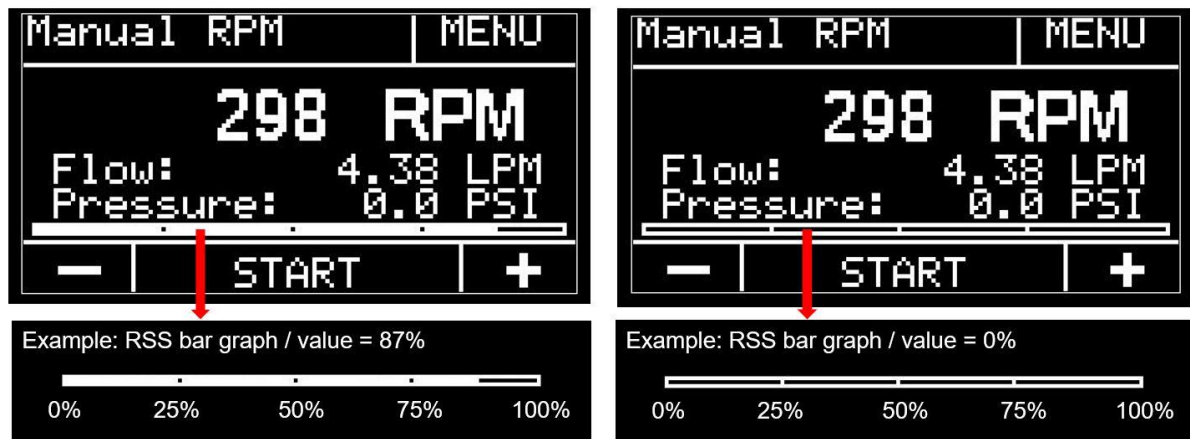 Manual RPM MENU
298 RPM
Flow: 4.38 LPM
Pressure: 0.0 PSI
START
Example: RSS bar graph / value = 87%
0% 25% 50% 75% 100%
Manual RPM MENU
298 RPM
Flow: 4.38 LPM
Pressure: 0.0 PSI
START
Example: RSS bar graph / value = 0%
0% 25% 50% 75% 100%